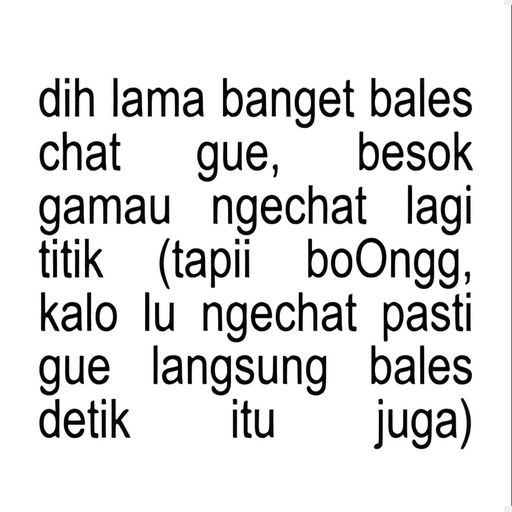 dih lama banget bales
chat gue, besok
gamau ngechat lagi
titik (tapii boOngg,
kalo lu ngechat pasti
gue langsung bales
detik itu juga)